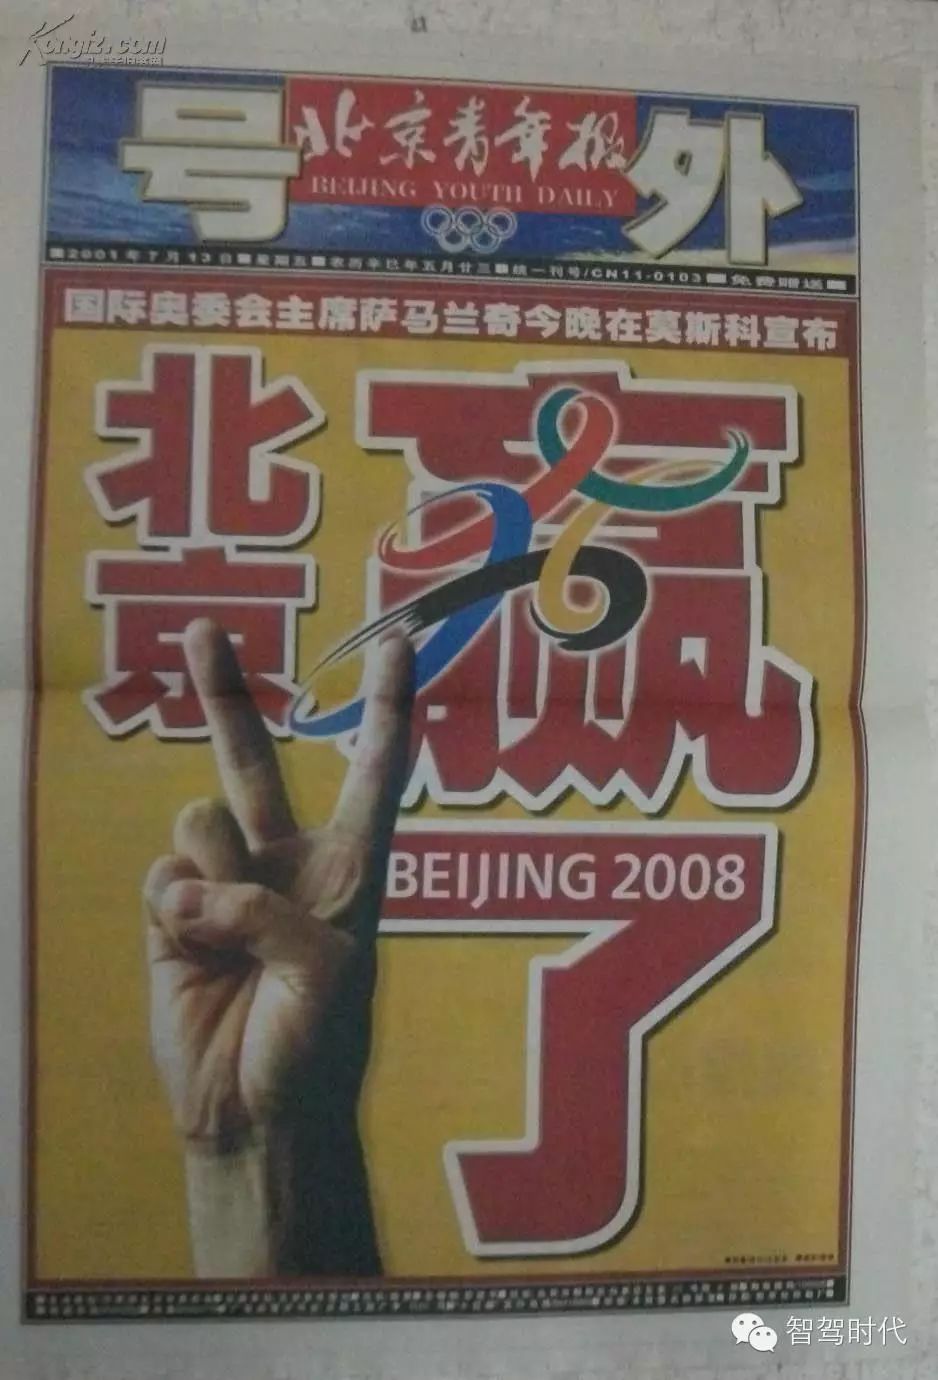 Kongfz.com
号 北京青年报 外
BEIJING YOUTH DAILY
■2001年7月13日■星期五■农历辛巳年五月廿三■统一刊号/CN11-0103■免费赠送■
国际奥委会主席萨马兰奇今晚在莫斯科宣布
北京
赢了
BEIJING 2008
智驾时代